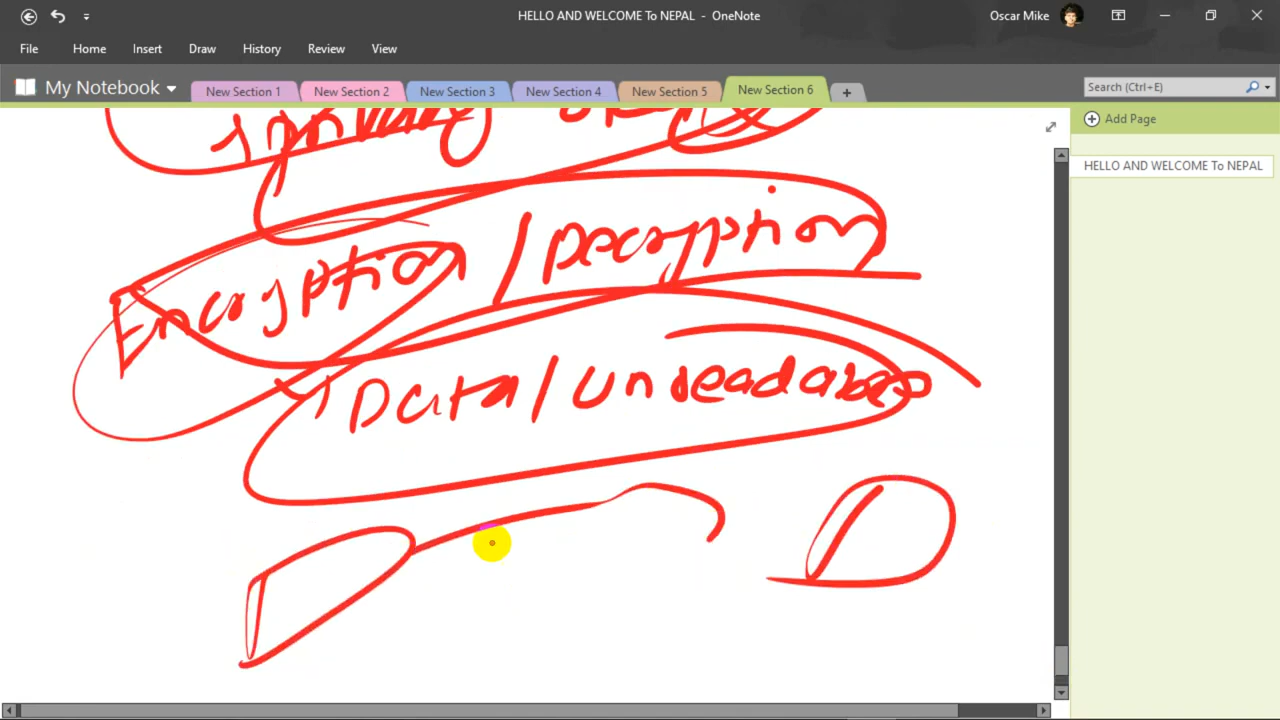 HELLO AND WELCOME To NEPAL - OneNote
Oscar Mike
File Home Insert Draw History Review View
My Notebook
New Section 1 New Section 2 New Section 3 New Section 4 New Section 5 New Section 6
Search (Ctrl+E)
Add Page
HELLO AND WELCOME To NEPAL
Encryption / Decryption
Data / unreadable